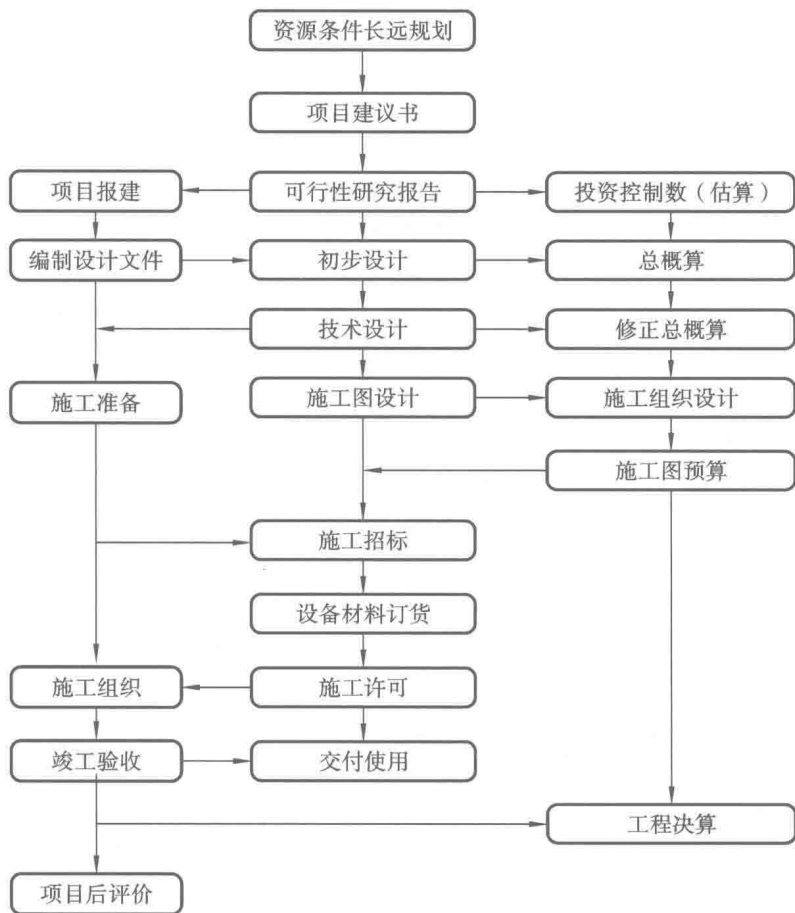 资源条件长远规划
项目建议书
项目报建
可行性研究报告
投资控制数（估算）
编制设计文件
初步设计
总概算
技术设计
修正总概算
施工准备
施工图设计
施工组织设计
施工图预算
施工招标
设备材料订货
施工组织
施工许可
竣工验收
交付使用
工程决算
项目后评价